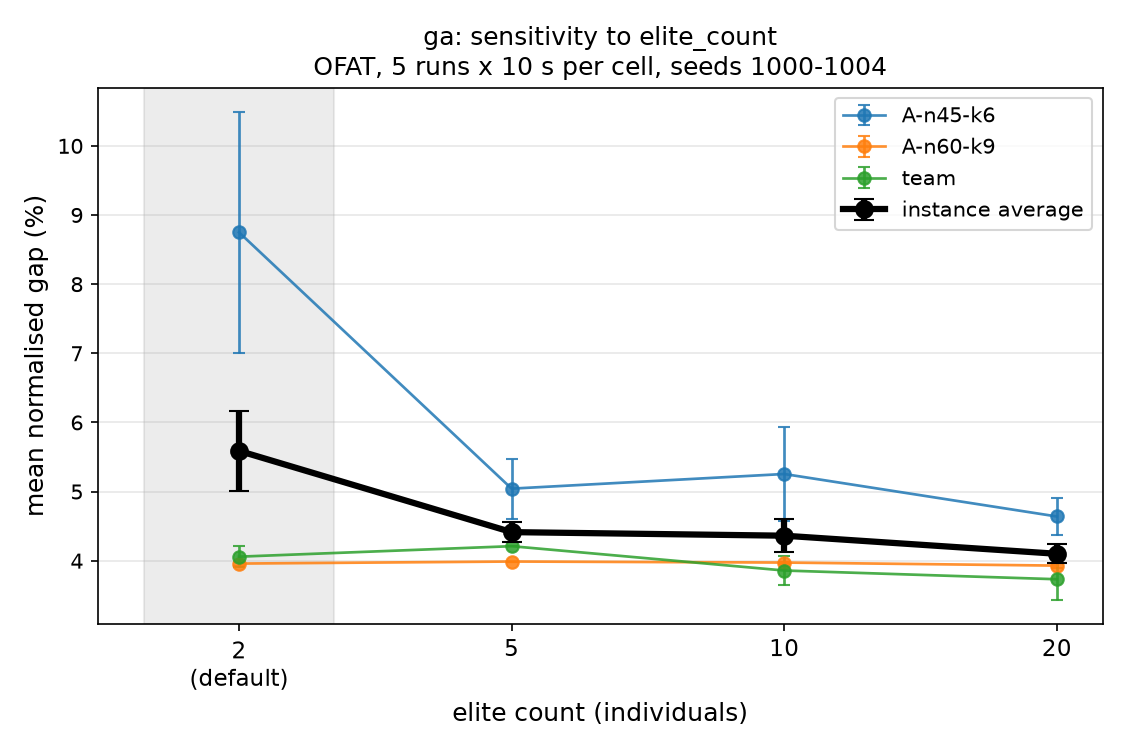 ga: sensitivity to elite_count
OFAT, 5 runs x 10 s per cell, seeds 1000-1004
mean normalised gap (%)
10
9
8
7
6
5
4
A-n45-k6
A-n60-k9
team
instance average
2
(default)
5
10
20
elite count (individuals)